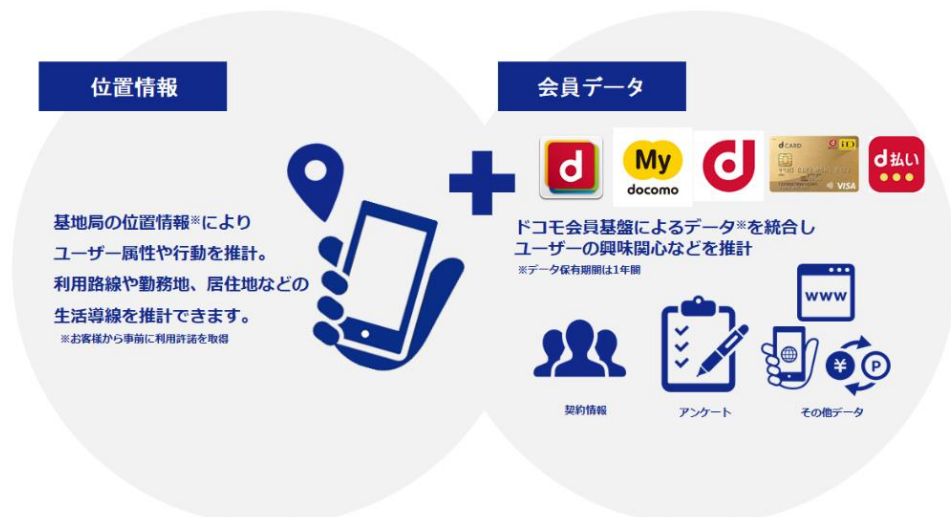 位置情報
基地局の位置情報※により
ユーザー属性や行動を推計。
利用路線や勤務地、居住地などの
生活導線を推計できます。
※お客様から事前に利用許諾を取得
会員データ
d
My
docomo
d
d CARD
d iD
VISA
d払い
ドコモ会員基盤によるデータ※を統合し
ユーザーの興味関心などを推計
※データ保有期間は1年間
www
¥
P
契約情報
アンケート
その他データ